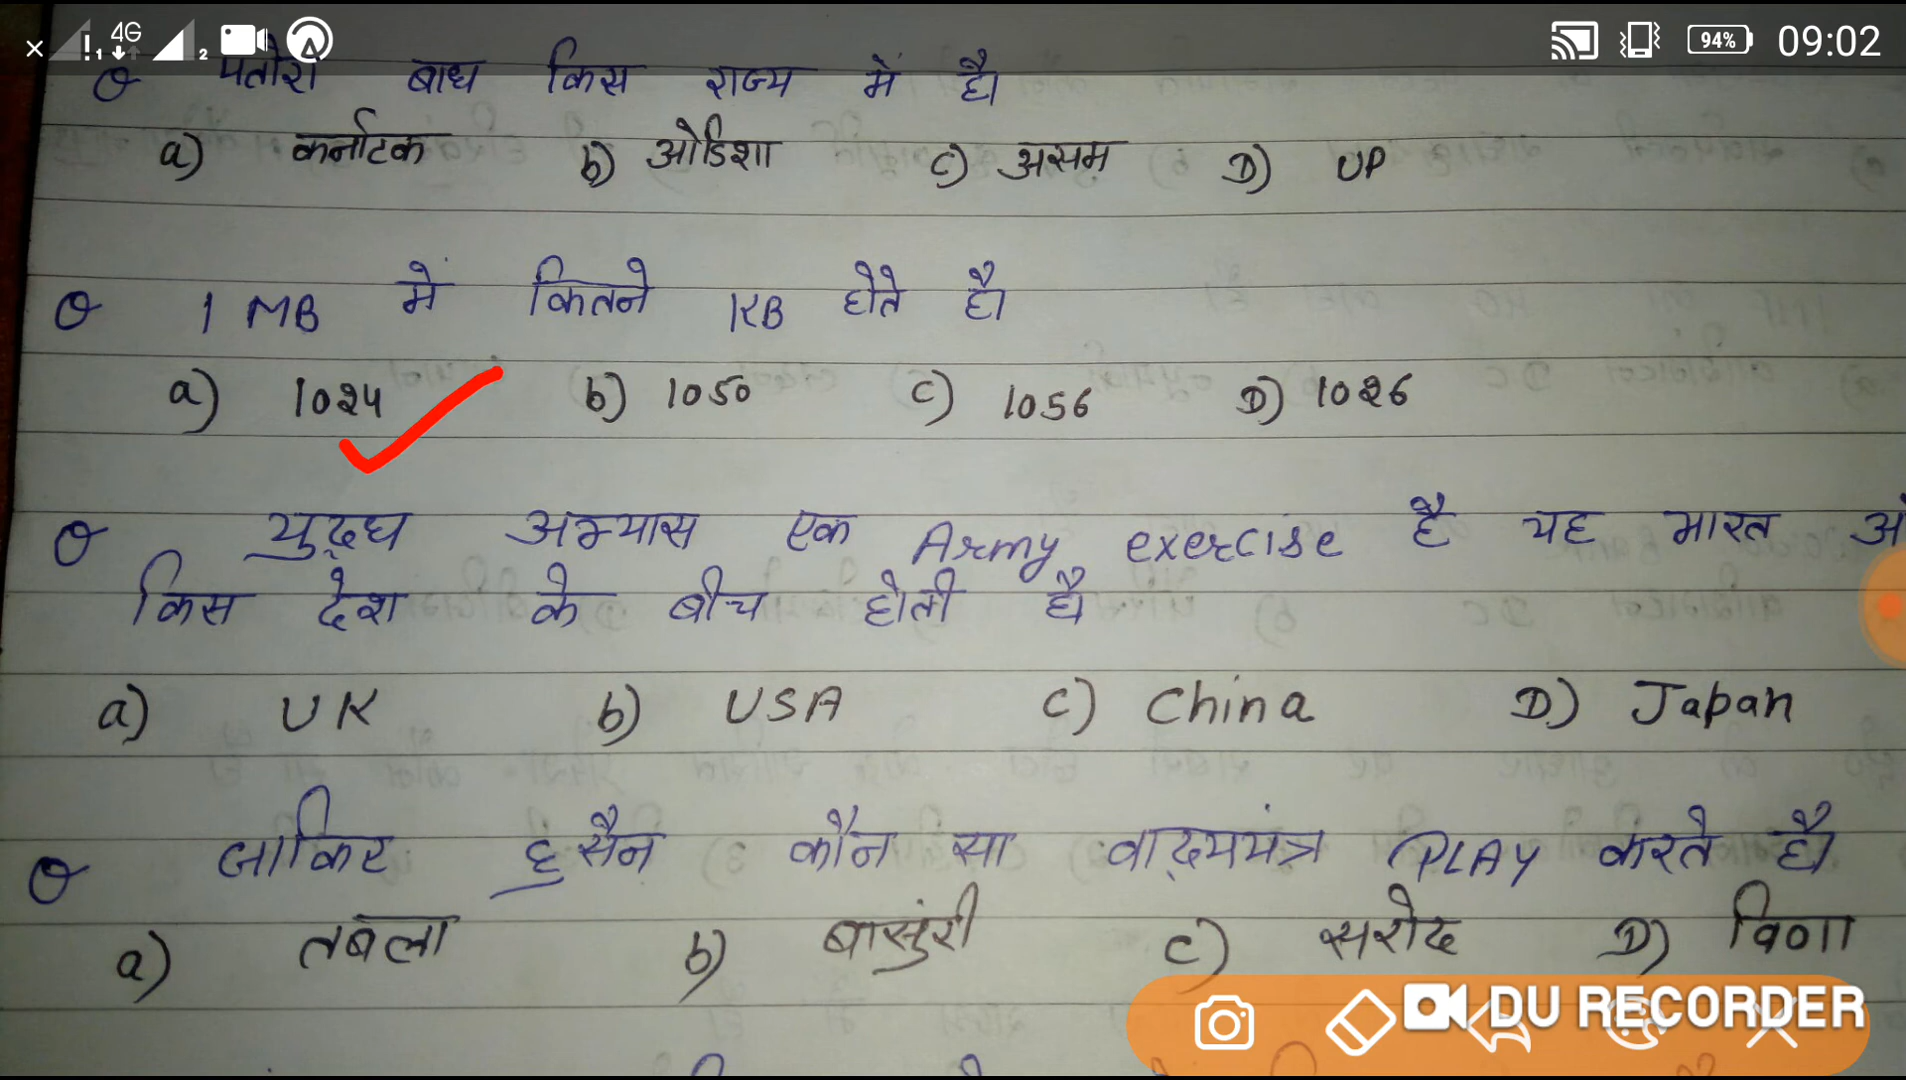 4G 2 94% 09:02
Q पतोरा बाध किस राज्य में है।
a) कर्नाटक b) ओडिशा c) असम D) UP
Q 1 MB में कितने KB होते है।
a) 1024 b) 1050 c) 1056 D) 1026
Q युद्ध अभ्यास एक Army exercise है यह भारत
किस देश के बीच होती है
a) UK b) USA c) China D) Japan
Q जाकिर हुसैन कौन सा वाद्ययंत्र PLAY करते है।
a) तबला b) बासुंरी c) सरोद D) विणा
DU RECORDER